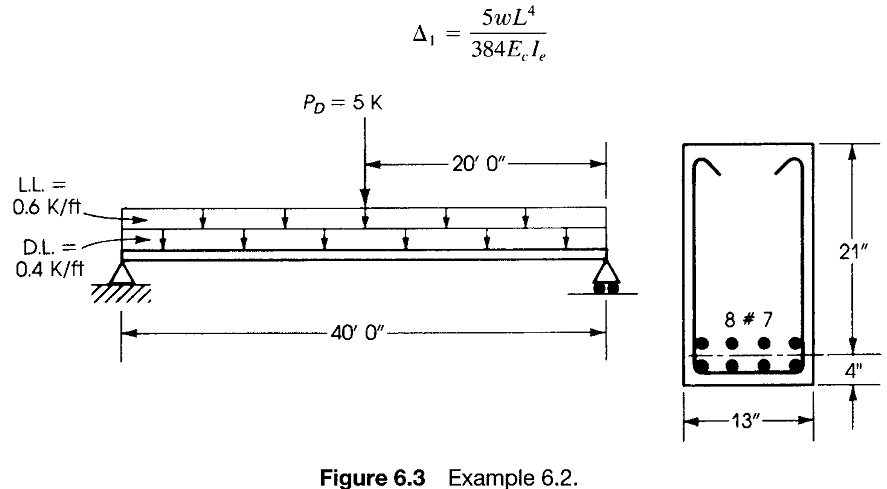 Δ₁ = 5wL⁴ / 384EcIe
P_D = 5 K
20' 0"
L.L. =
0.6 K/ft
D.L. =
0.4 K/ft
40' 0"
21"
8 # 7
4"
13"
Figure 6.3 Example 6.2.